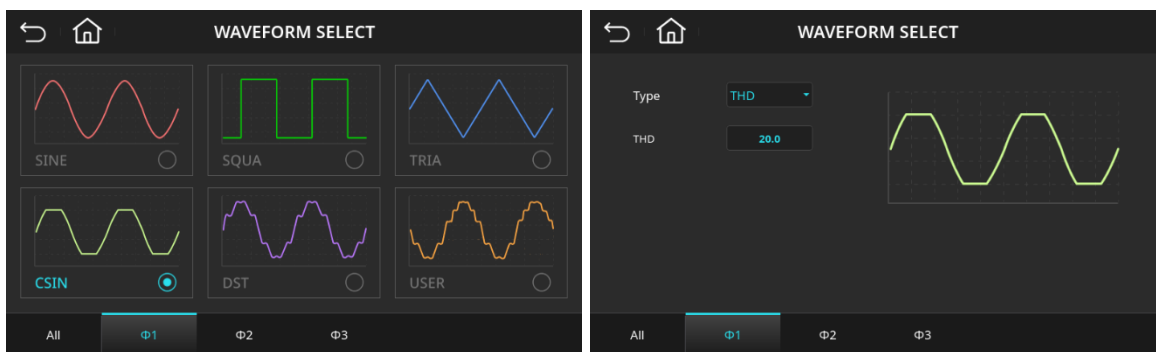 WAVEFORM SELECT
SINE
SQUA
TRIA
CSIN
DST
USER
All Φ1 Φ2 Φ3
WAVEFORM SELECT
Type THD
THD 20.0
All Φ1 Φ2 Φ3